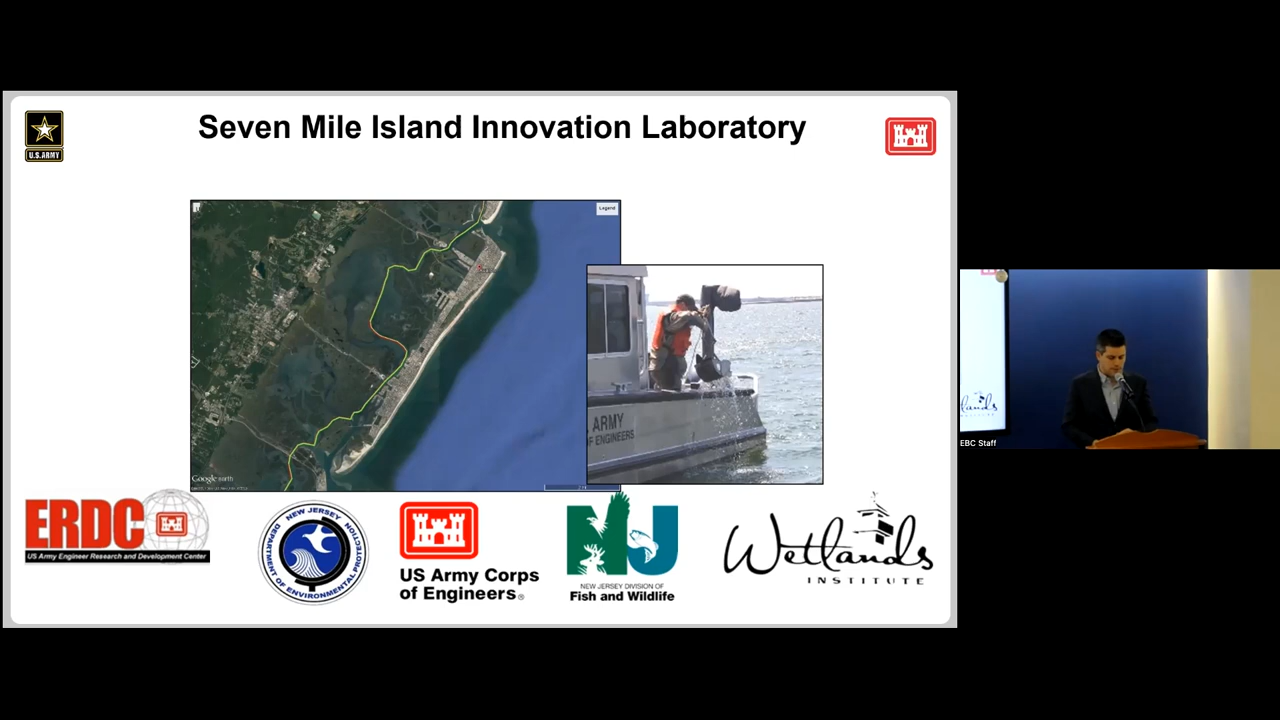 Seven Mile Island Innovation Laboratory
U.S.ARMY
Legend
Google earth
ARMY
OF ENGINEERS
ERDC
US Army Engineer Research and Development Center
NEW JERSEY
DEPARTMENT OF ENVIRONMENTAL PROTECTION
US Army Corps
of Engineers®
NJ
NEW JERSEY DIVISION OF
Fish and Wildlife
Wetlands
INSTITUTE
EBC Staff